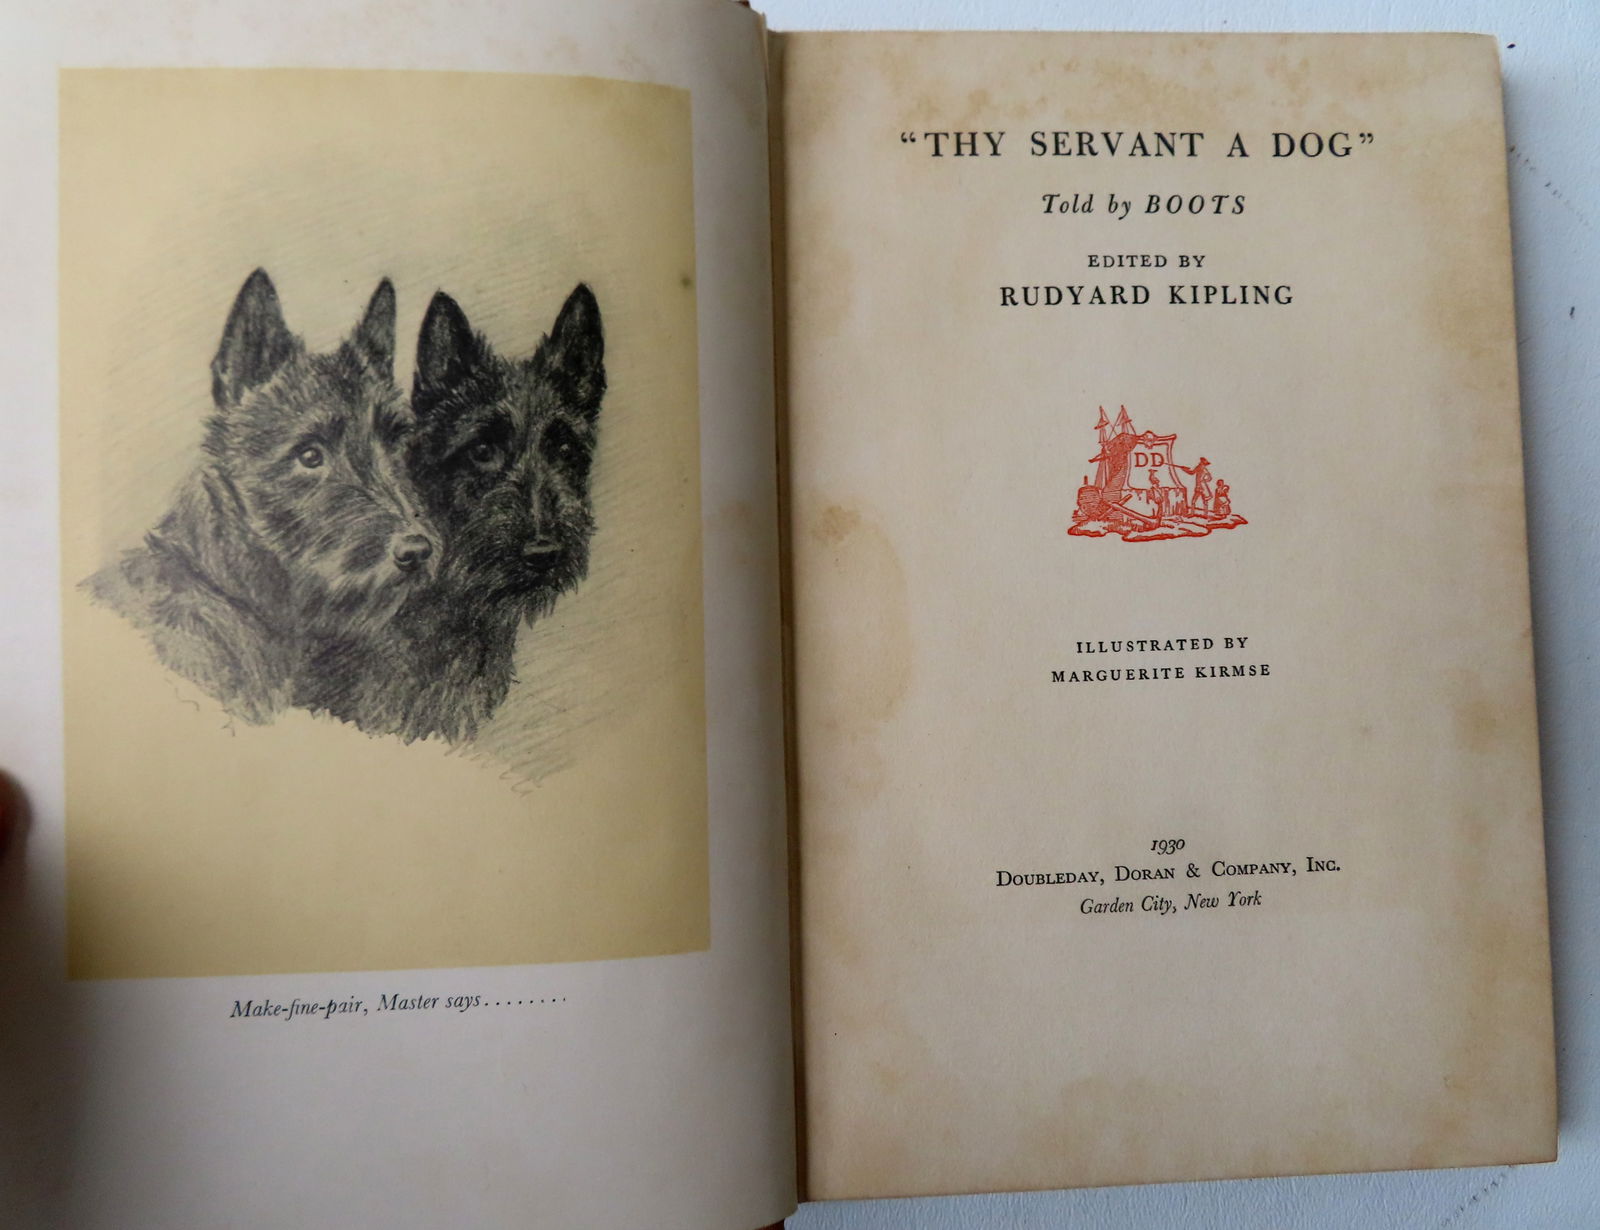 Make-fine-pair, Master says........
"THY SERVANT A DOG"
Told by BOOTS
EDITED BY
RUDYARD KIPLING
DD
ILLUSTRATED BY
MARGUERITE KIRMSE
1930
DOUBLEDAY, DORAN & COMPANY, INC.
Garden City, New York